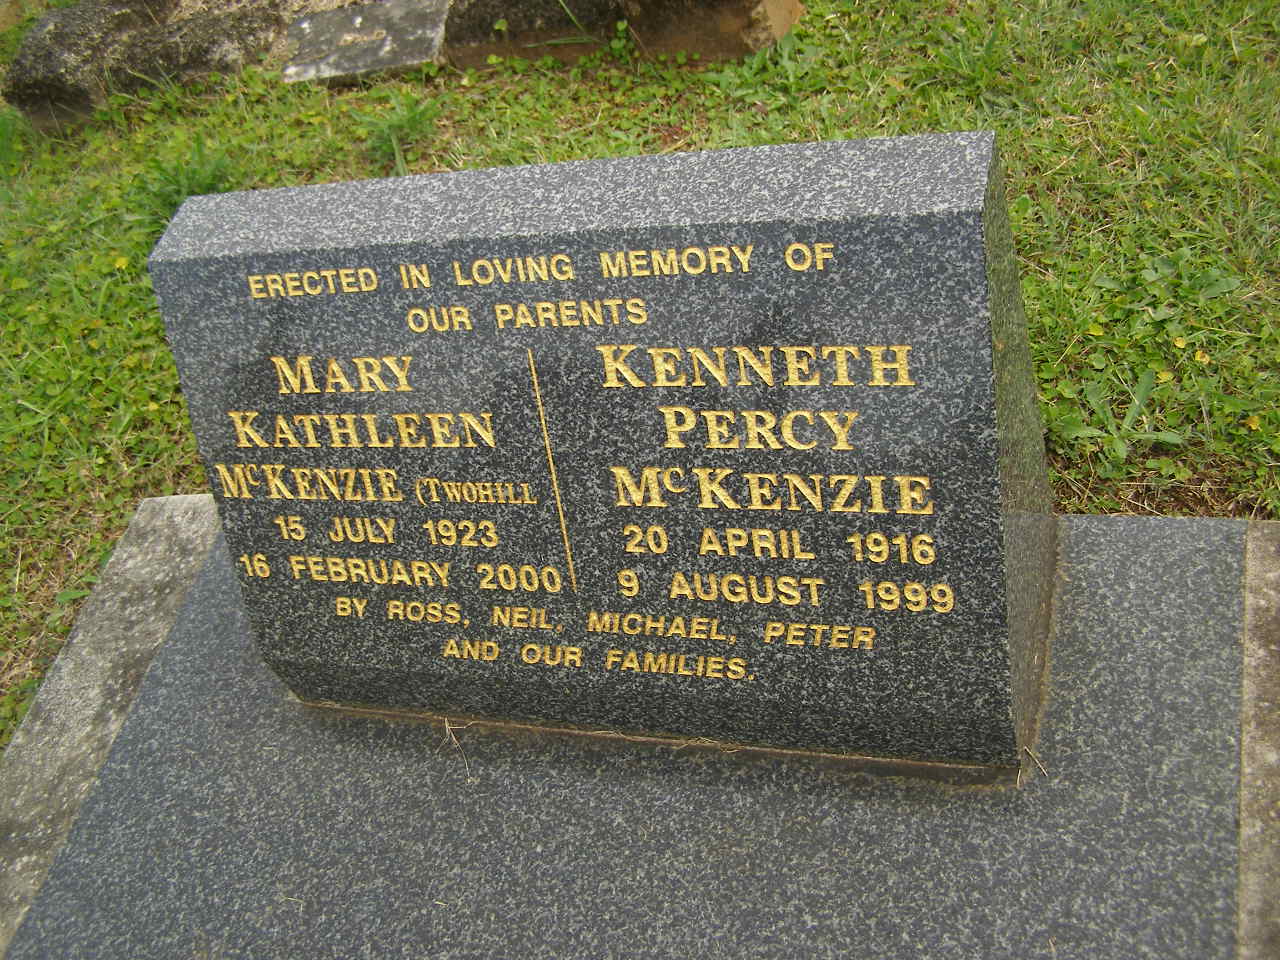 ERECTED IN LOVING MEMORY OF
OUR PARENTS
MARY
KATHLEEN
McKENZIE (TWOHILL
15 JULY 1923
16 FEBRUARY 2000
KENNETH
PERCY
McKENZIE
20 APRIL 1916
9 AUGUST 1999
BY ROSS, NEIL, MICHAEL, PETER
AND OUR FAMILIES.